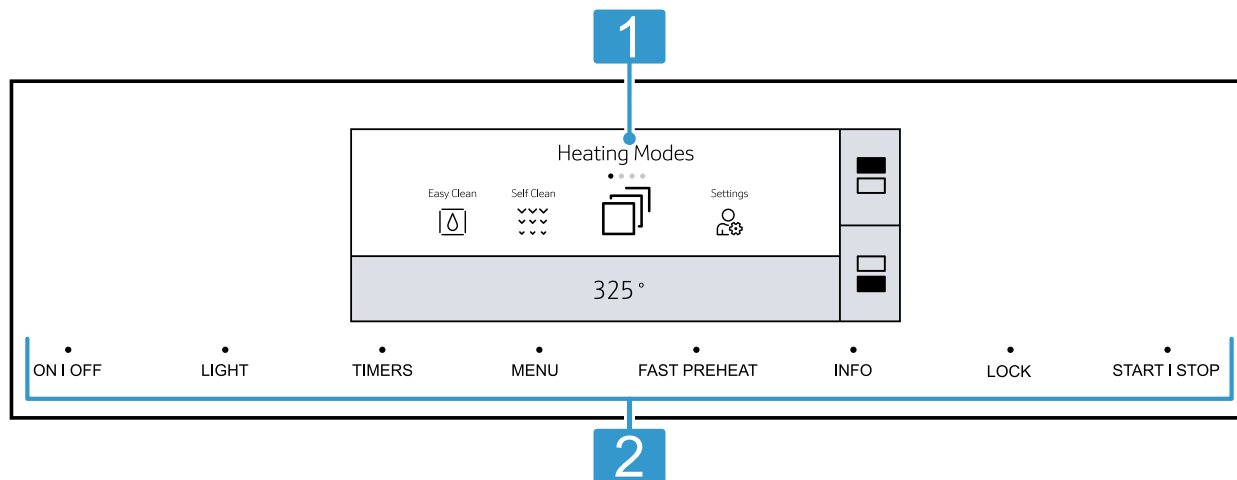 1
Heating Modes
Easy Clean Self Clean Settings
325°
ON I OFF LIGHT TIMERS MENU FAST PREHEAT INFO LOCK START I STOP
2